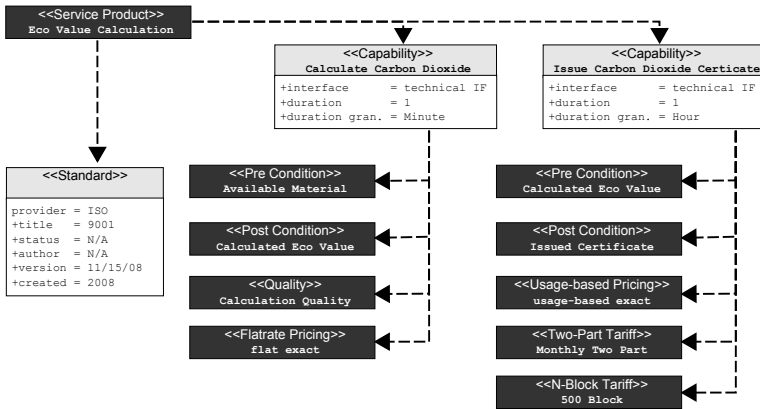 <<Service Product>>
Eco Value Calculation
<<Capability>>
Calculate Carbon Dioxide
+interface = technical IF
+duration = 1
+duration gran. = Minute
<<Capability>>
Issue Carbon Dioxide Certicate
+interface = technical IF
+duration = 1
+duration gran. = Hour
<<Standard>>
provider = ISO
+title = 9001
+status = N/A
+author = N/A
+version = 11/15/08
+created = 2008
<<Pre Condition>>
Available Material
<<Post Condition>>
Calculated Eco Value
<<Quality>>
Calculation Quality
<<Flatrate Pricing>>
flat exact
<<Pre Condition>>
Calculated Eco Value
<<Post Condition>>
Issued Certificate
<<Usage-based Pricing>>
usage-based exact
<<Two-Part Tariff>>
Monthly Two Part
<<N-Block Tariff>>
500 Block